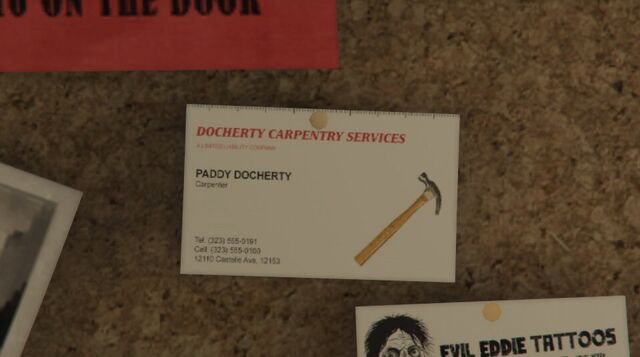 ON THE DOOR
DOCHERTY CARPENTRY SERVICES
A LIMITED LIABILITY COMPANY
PADDY DOCHERTY
Carpenter
Tel. (323) 555-0191
Cell. (323) 555-0100
12110 Castelle Ave, 12153
EVIL EDDIE TATTOOS